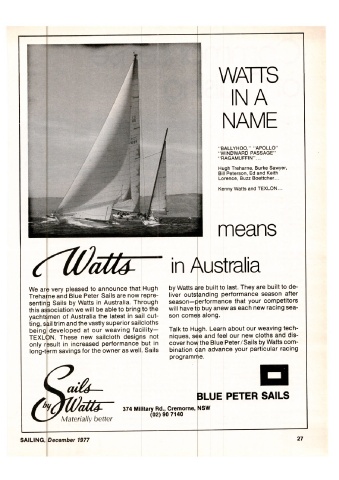 WATTS
IN A
NAME
"BALLYHOO," "APOLLO"
"WINDWARD PASSAGE"
"RAGAMUFFIN"...
Hugh Treharne, Burke Sawyer,
Bill Peterson, Ed and Keith
Lorence, Buzz Boettcher...
Kenny Watts and TEXLON...
means
Watts in Australia
We are very pleased to announce that Hugh
Treharne and Blue Peter Sails are now repre-
senting Sails by Watts in Australia. Through
this association we will be able to bring to the
yachtsmen of Australia the latest in sail cut-
ting, sail trim and the vastly superior sailcloths
being developed at our weaving facility—
TEXLON. These new sailcloth designs not
only result in increased performance but in
long-term savings for the owner as well. Sails
by Watts are built to last. They are built to de-
liver outstanding performance season after
season—performance that your competitors
will have to buy anew as each new racing sea-
son comes along.
Talk to Hugh. Learn about our weaving tech-
niques, see and feel our new cloths and dis-
cover how the Blue Peter/Sails by Watts com-
bination can advance your particular racing
programme.
Sails
by Watts
Materially better
BLUE PETER SAILS
374 Military Rd., Cremorne, NSW
(02) 90 7140
SAILING, December 1977
27